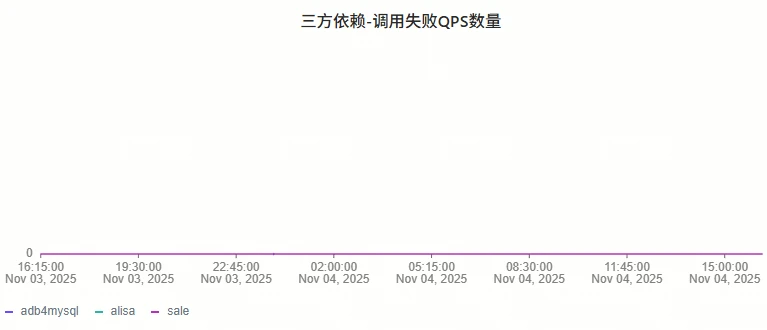 三方依赖-调用失败QPS数量
0
16:15:00 19:30:00 22:45:00 02:00:00 05:15:00 08:30:00 11:45:00 15:00:00
Nov 03, 2025 Nov 03, 2025 Nov 03, 2025 Nov 04, 2025 Nov 04, 2025 Nov 04, 2025 Nov 04, 2025 Nov 04, 2025
adb4mysql alisa sale